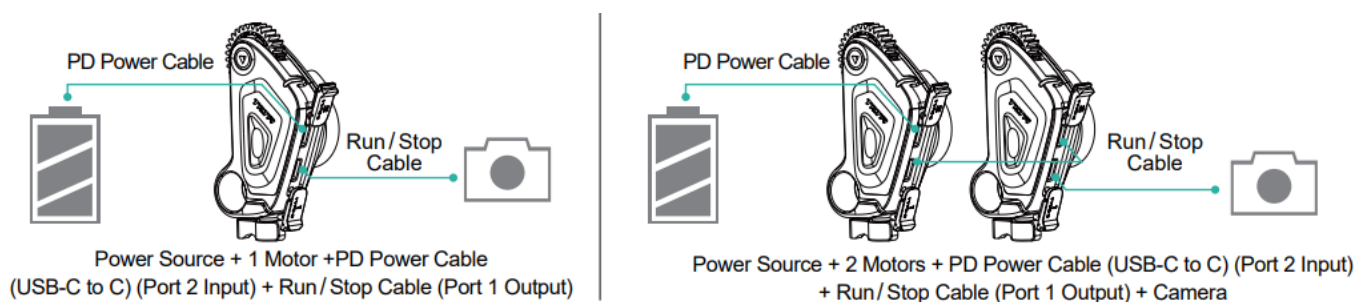 PD Power Cable
Run / Stop
Cable
Power Source + 1 Motor +PD Power Cable
(USB-C to C) (Port 2 Input) + Run / Stop Cable (Port 1 Output)
PD Power Cable
Run / Stop
Cable
Power Source + 2 Motors + PD Power Cable (USB-C to C) (Port 2 Input)
+ Run / Stop Cable (Port 1 Output) + Camera